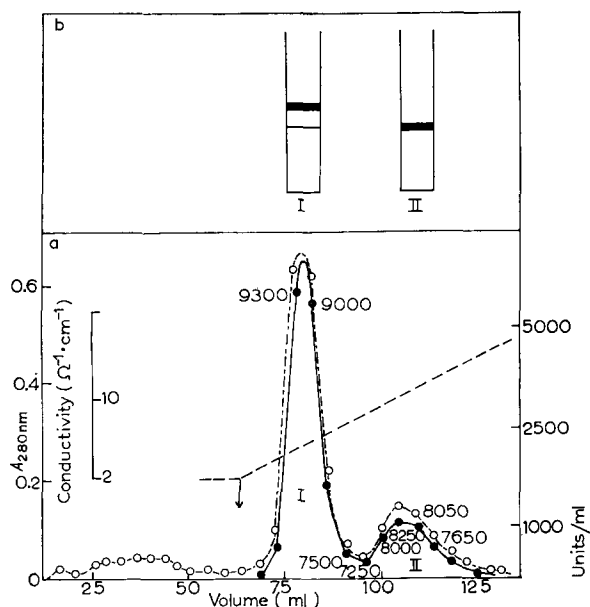 b
I
II
a
0.6
0.4
0.2
0
A280nm
Conductivity ( Ω⁻¹·cm⁻¹)
10
2
9300
9000
I
7500
7250
8000
8250
8050
7650
II
5000
2500
1000
Units/ml
25
50
75
100
125
Volume ( ml )